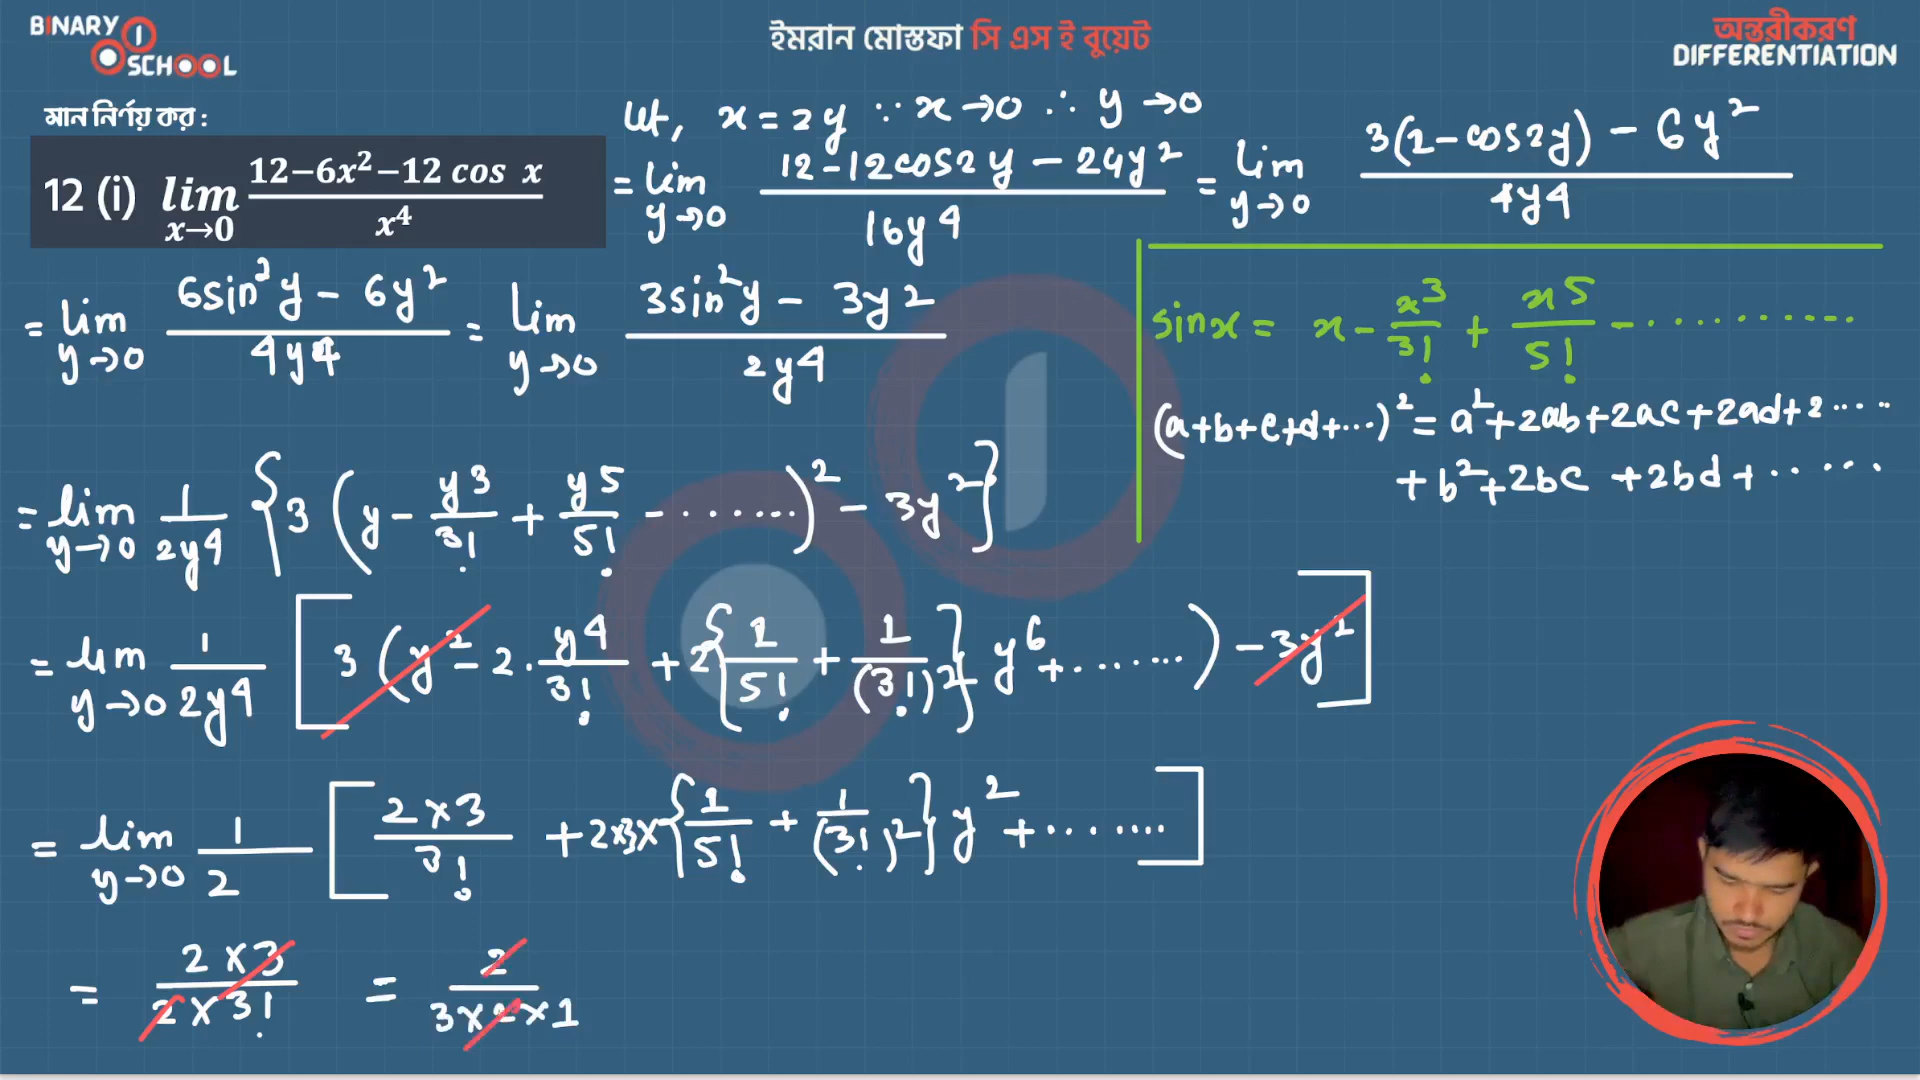 BINARY SCHOOL
ইমরান মোস্তফা সি এস ই বুয়েট
অন্তরীকরণ
DIFFERENTIATION
মান নির্ণয় কর :
12 (i) lim x→0 (12−6x²−12 cos x)/x⁴
let, x = 2y ∵ x→0 ∴ y→0
= lim y→0 (12−12cos2y − 24y²)/16y⁴ = lim y→0 (3(2−cos2y) − 6y²)/4y⁴
= lim y→0 (6sin²y − 6y²)/4y⁴ = lim y→0 (3sin²y − 3y²)/2y⁴
sinx = x − x³/3! + x⁵/5! − ...........
(a+b+c+d+...)² = a²+2ab+2ac+2ad+2.....
+ b²+2bc +2bd + ......
= lim y→0 1/2y⁴ {3(y − y³/3! + y⁵/5! − .......)² − 3y²}
= lim y→0 1/2y⁴ [3(y² − 2·y⁴/3! + 2{1/5! + 1/(3!)²}y⁶ + .......) − 3y²]
= lim y→0 1/2 [2×3/3! + 2×3×{1/5! + 1/(3!)²}y² + .......]
= 2×3/2×3! = 2/3×2×1